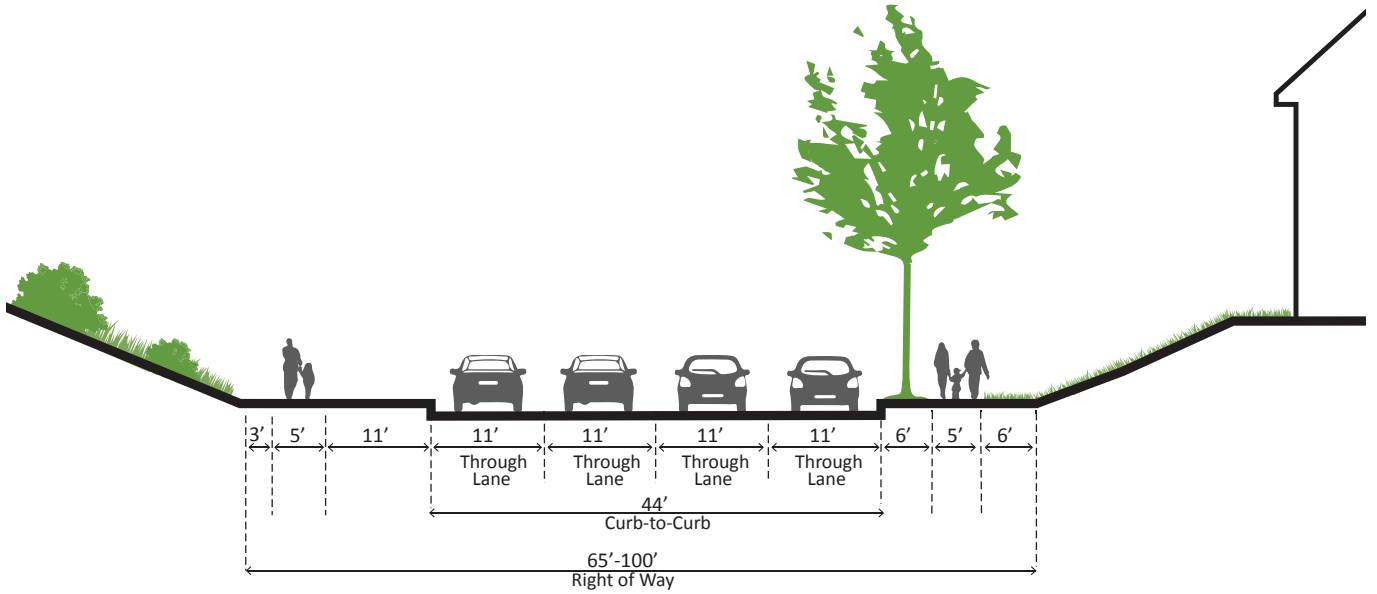 3’ 5’ 11’ 11’ 11’ 11’ 11’ 6’ 5’ 6’
Through Through Through Through
Lane Lane Lane Lane
44’
Curb-to-Curb
65’-100’
Right of Way